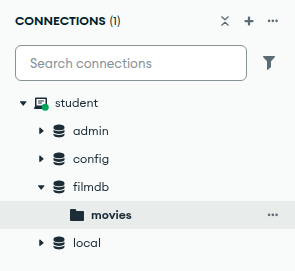 CONNECTIONS (1)
Search connections
student
admin
config
filmdb
movies
local